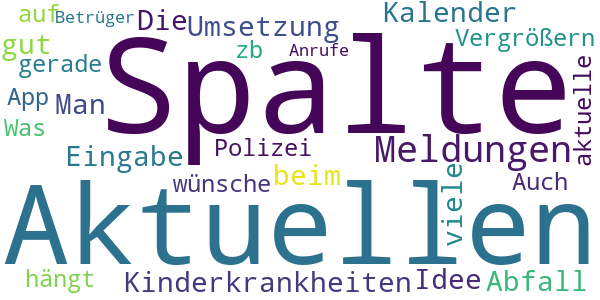 auf Betrüger Die Umsetzung Kalender
gut Vergrößern
gerade zb Anrufe
Spalte
App Man aktuelle
Was Polizei Meldungen
Eingabe
wünsche beim viele Auch
Aktuellen
hängt Kinderkrankheiten Idee Abfall